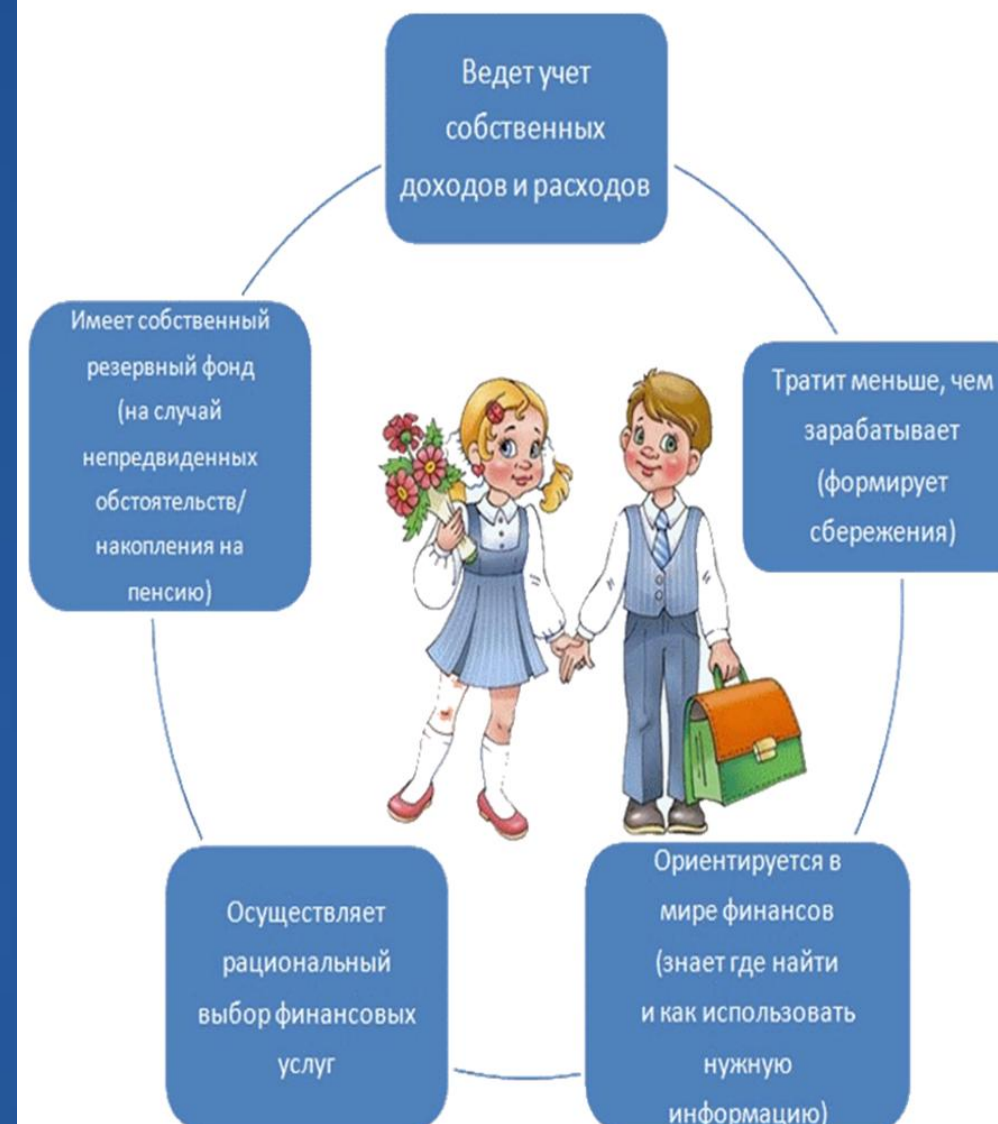 Ведет учет
собственных
доходов и расходов
Тратит меньше, чем
зарабатывает
(формирует
сбережения)
Ориентируется в
мире финансов
(знает где найти
и как использовать
нужную
информацию)
Осуществляет
рациональный
выбор финансовых
услуг
Имеет собственный
резервный фонд
(на случай
непредвиденных
обстоятельств/
накопления на
пенсию)